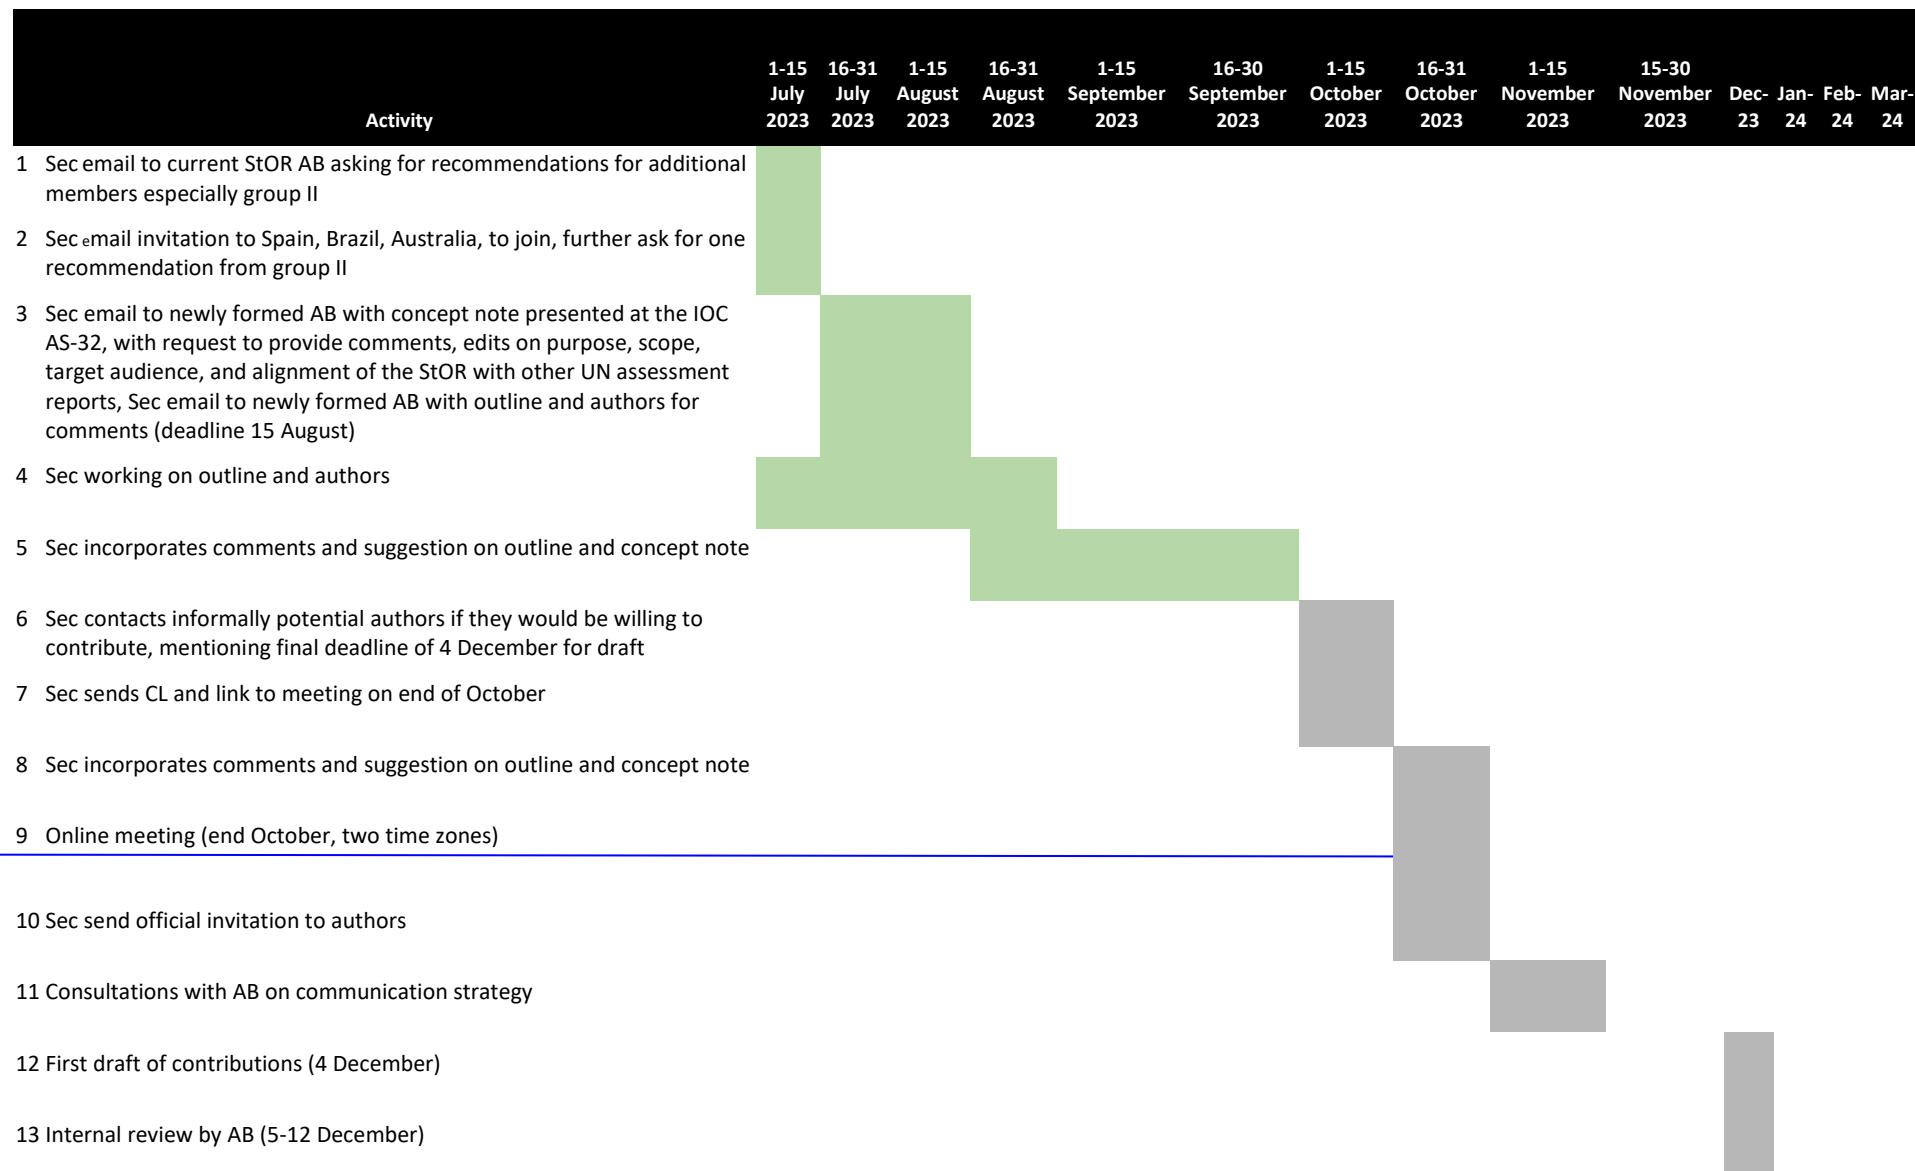 1-15 16-31 1-15 16-31 1-15 16-30 1-15 16-31 1-15 15-30
July July August August September September October October November November Dec- Jan- Feb- Mar-
Activity 2023 2023 2023 2023 2023 2023 2023 2023 2023 2023 23 24 24 24
1 Sec email to current StOR AB asking for recommendations for additional
members especially group II
2 Sec email invitation to Spain, Brazil, Australia, to join, further ask for one
recommendation from group II
3 Sec email to newly formed AB with concept note presented at the IOC
AS-32, with request to provide comments, edits on purpose, scope,
target audience, and alignment of the StOR with other UN assessment
reports, Sec email to newly formed AB with outline and authors for
comments (deadline 15 August)
4 Sec working on outline and authors
5 Sec incorporates comments and suggestion on outline and concept note
6 Sec contacts informally potential authors if they would be willing to
contribute, mentioning final deadline of 4 December for draft
7 Sec sends CL and link to meeting on end of October
8 Sec incorporates comments and suggestion on outline and concept note
9 Online meeting (end October, two time zones)
10 Sec send official invitation to authors
11 Consultations with AB on communication strategy
12 First draft of contributions (4 December)
13 Internal review by AB (5-12 December)